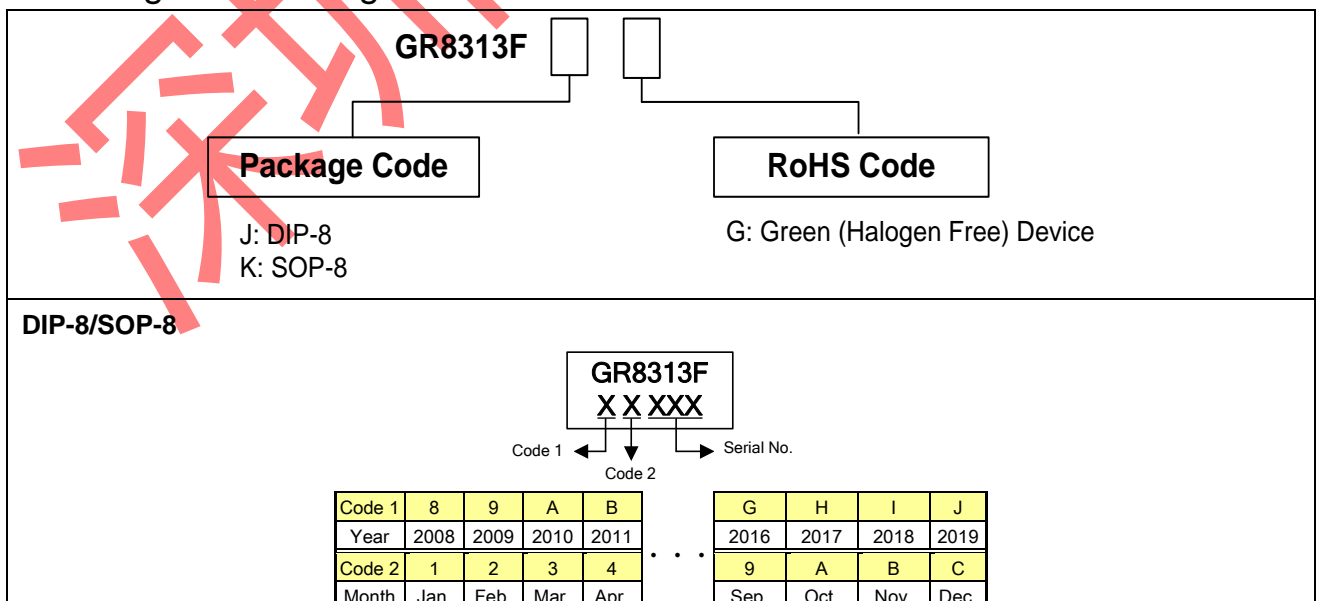 GR8313F
Package Code
RoHS Code
J: DIP-8
K: SOP-8
G: Green (Halogen Free) Device
DIP-8/SOP-8
GR8313F
X X XXX
Code 1
Code 2
Serial No.
Code 1 8 9 A B G H I J
Year 2008 2009 2010 2011 . . . 2016 2017 2018 2019
Code 2 1 2 3 4 9 A B C
Month Jan. Feb. Mar. Apr. Sep. Oct. Nov. Dec.
深圳